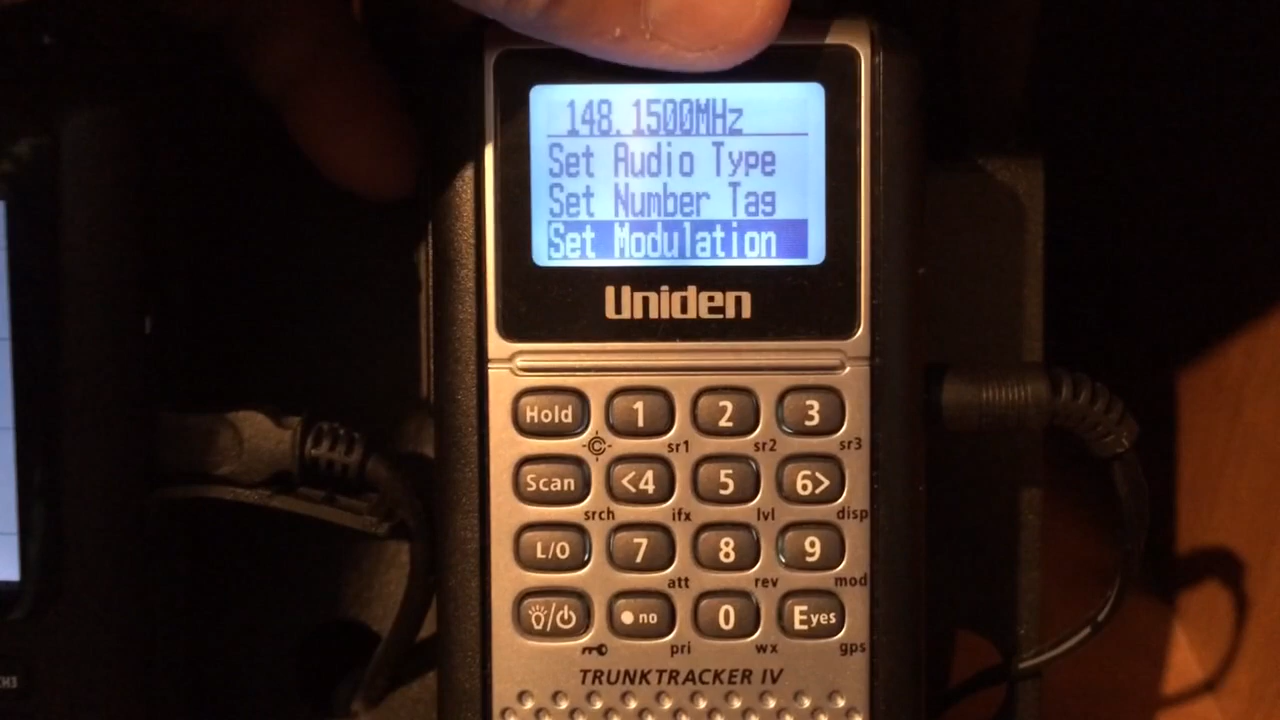 148.1500MHz
Set Audio Type
Set Number Tag
Set Modulation
Uniden
Hold 1 2 3
C sr1 sr2 sr3
Scan <4 5 6>
srch ifx lvl disp
L/O 7 8 9
att rev mod
/ •no 0 E yes
pri wx gps
TRUNKTRACKER IV